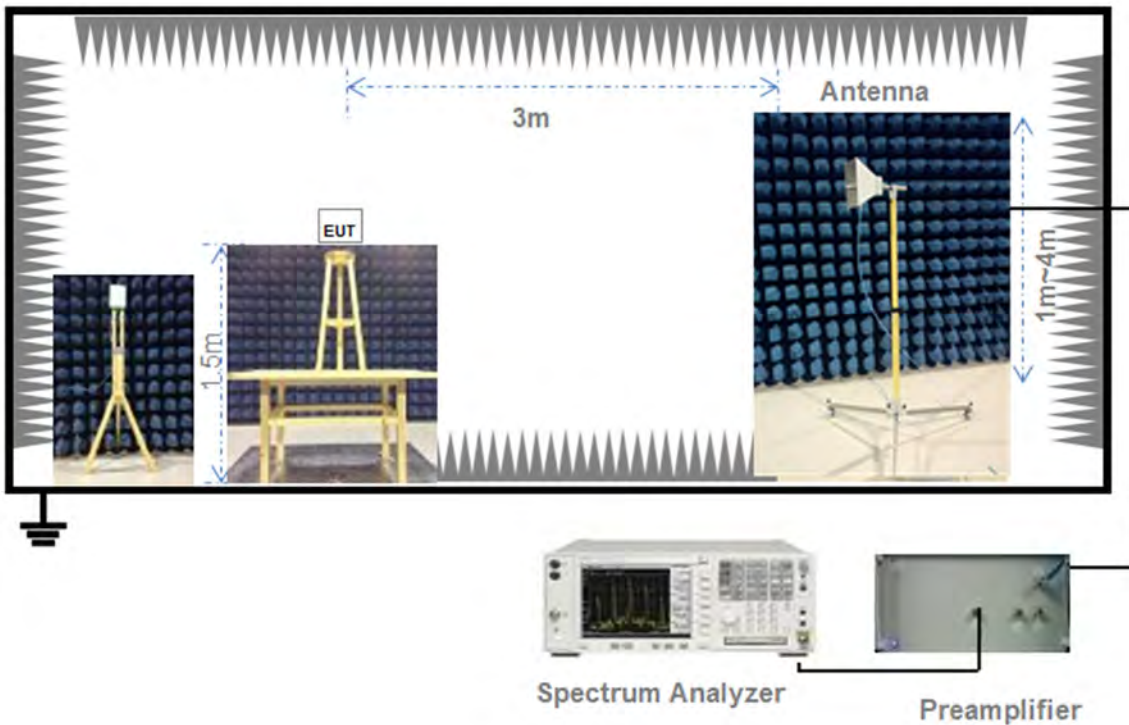 Antenna
3m
EUT
1.5m
1m~4m
Spectrum Analyzer
Preamplifier